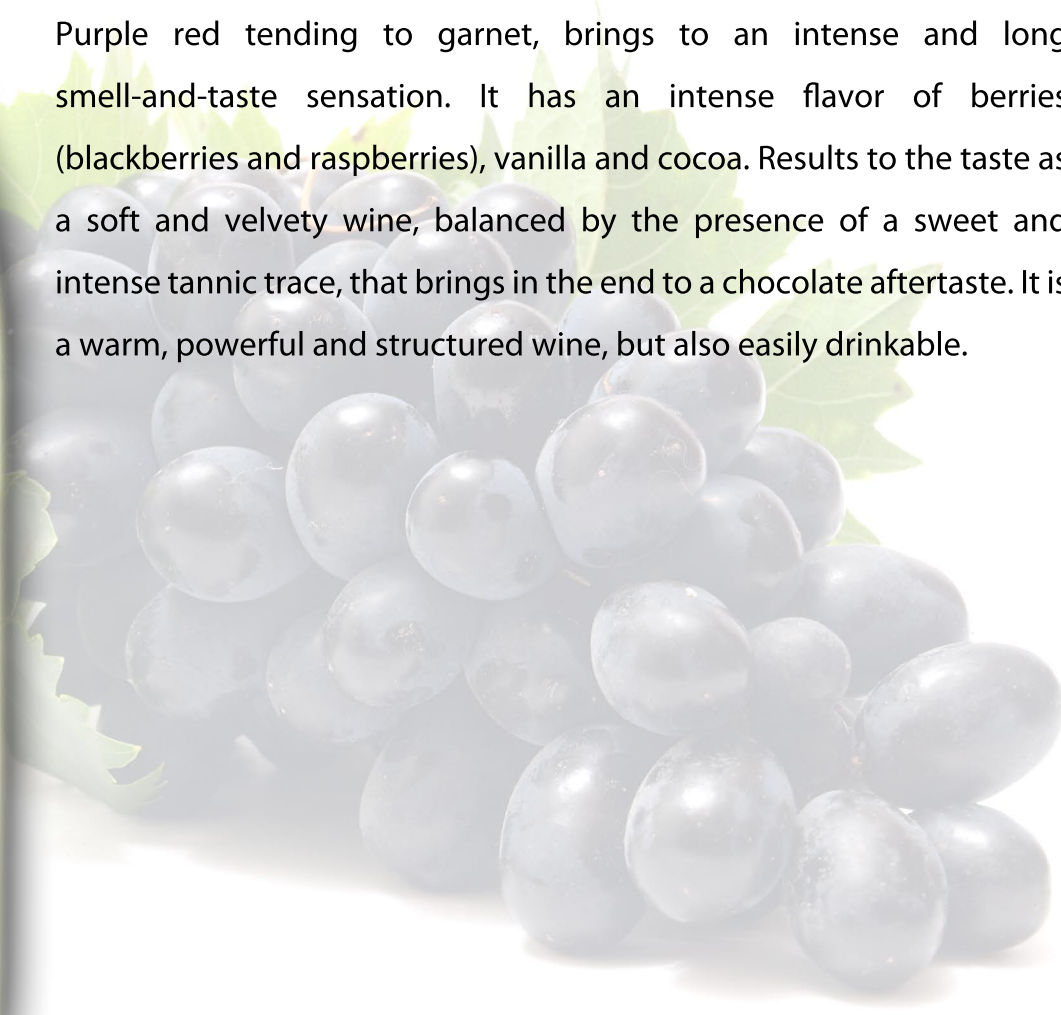 Purple red tending to garnet, brings to an intense and long
smell-and-taste sensation. It has an intense flavor of berries
(blackberries and raspberries), vanilla and cocoa. Results to the taste as
a soft and velvety wine, balanced by the presence of a sweet and
intense tannic trace, that brings in the end to a chocolate aftertaste. It is
a warm, powerful and structured wine, but also easily drinkable.